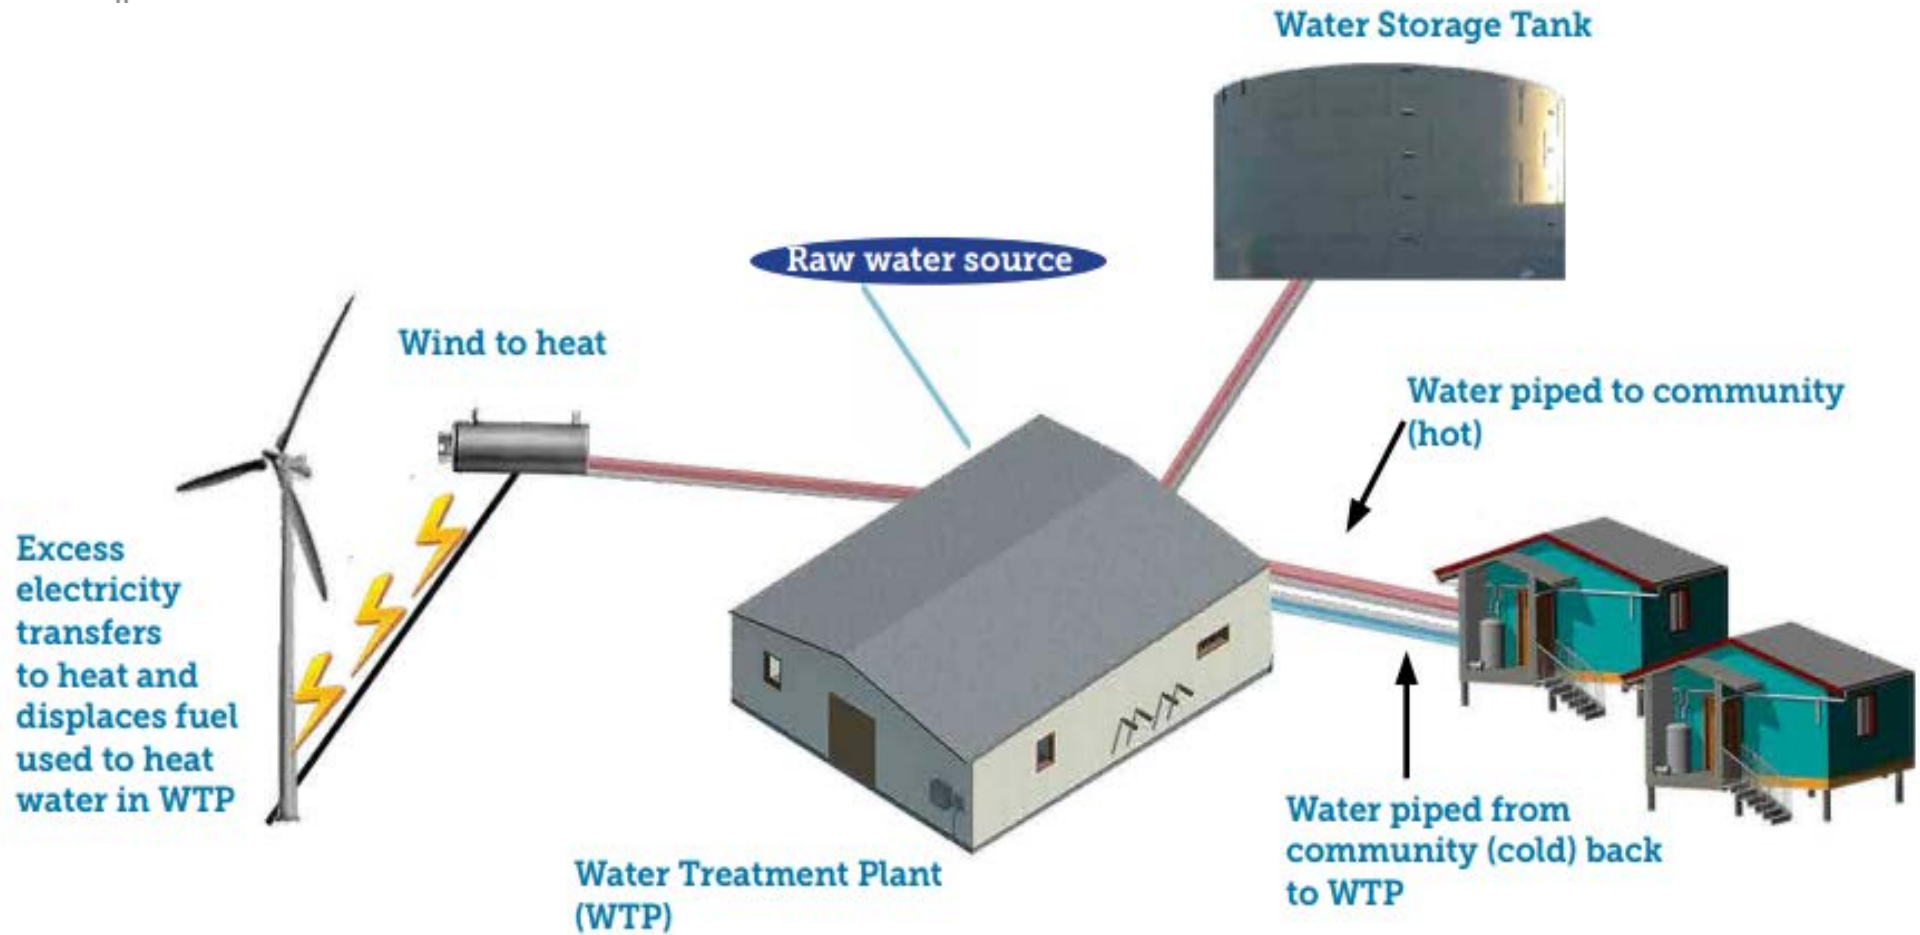 Water Storage Tank
Raw water source
Wind to heat
Water piped to community
(hot)
Excess
electricity
transfers
to heat and
displaces fuel
used to heat
water in WTP
Water piped from
community (cold) back
to WTP
Water Treatment Plant
(WTP)